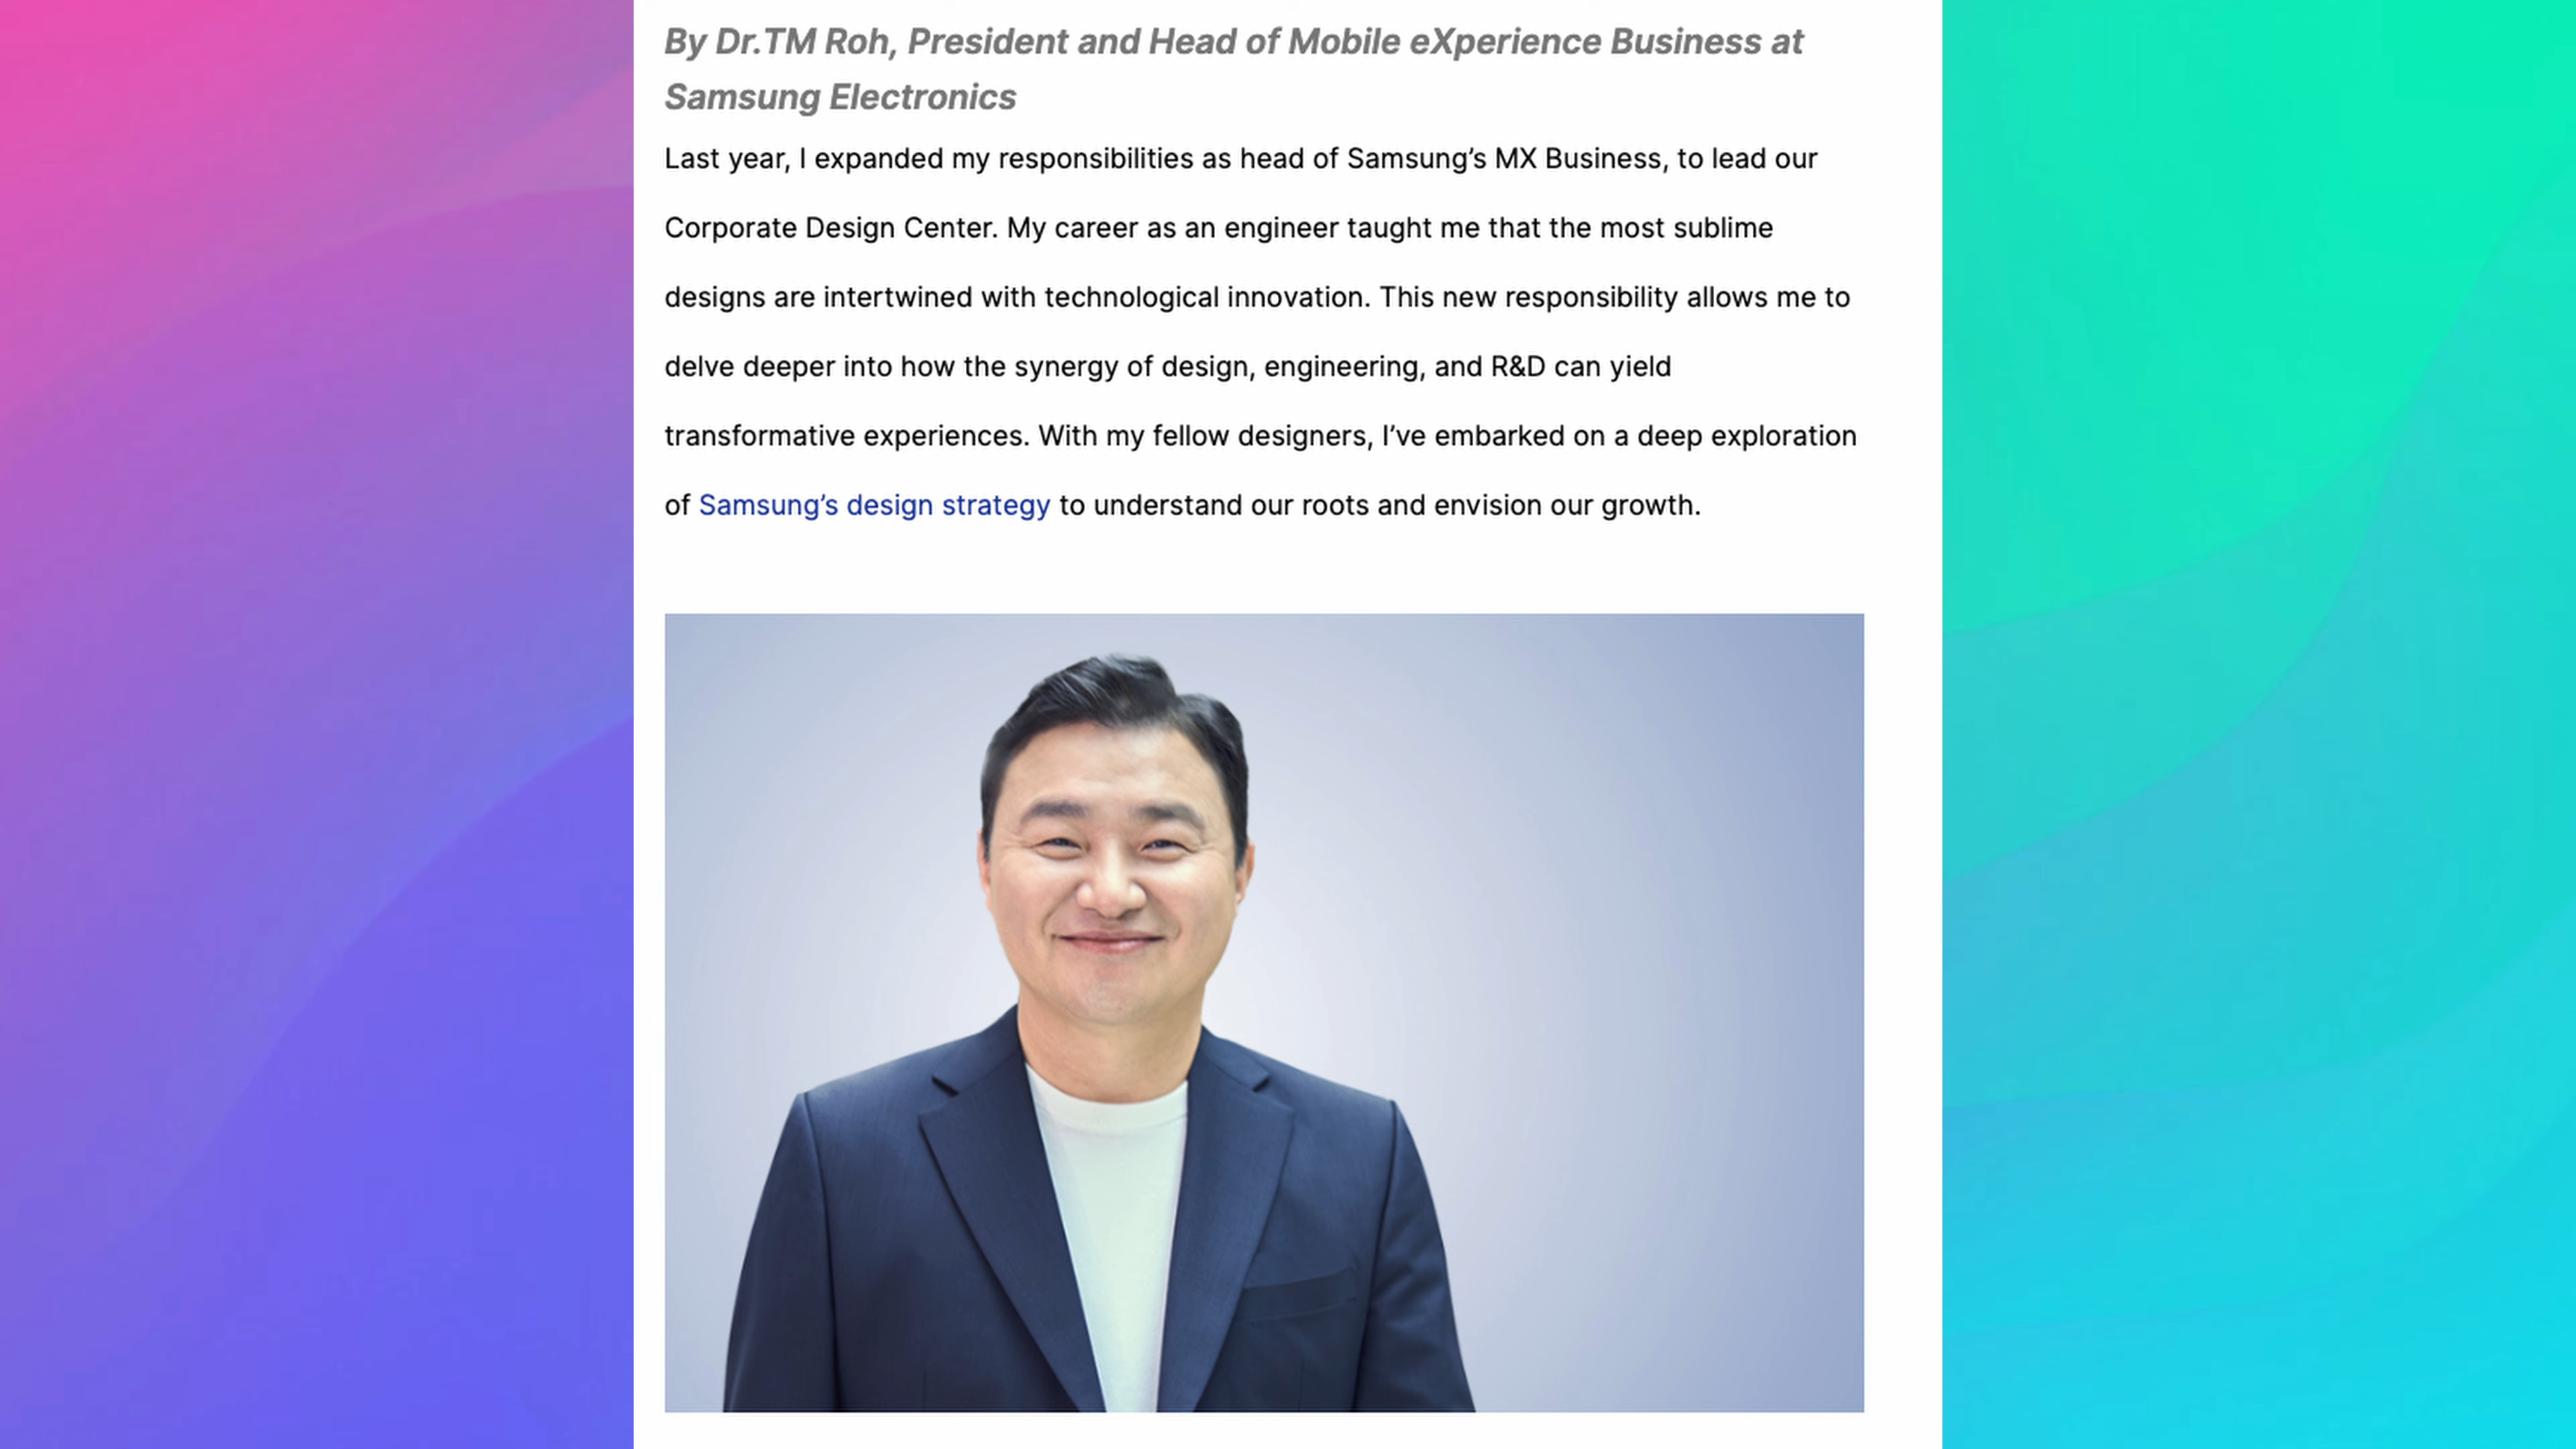 By Dr.TM Roh, President and Head of Mobile eXperience Business at
Samsung Electronics
Last year, I expanded my responsibilities as head of Samsung’s MX Business, to lead our
Corporate Design Center. My career as an engineer taught me that the most sublime
designs are intertwined with technological innovation. This new responsibility allows me to
delve deeper into how the synergy of design, engineering, and R&D can yield
transformative experiences. With my fellow designers, I’ve embarked on a deep exploration
of Samsung’s design strategy to understand our roots and envision our growth.